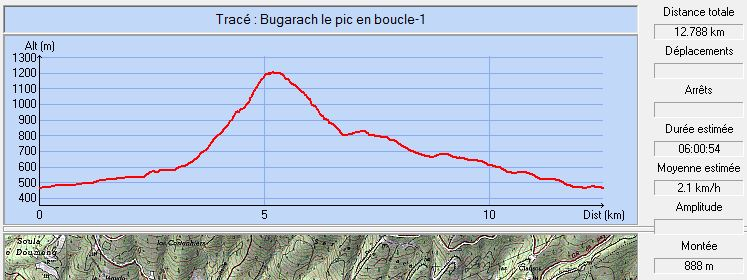 Tracé : Bugarach le pic en boucle-1
Alt (m)
1300
1200
1100
1000
900
800
700
600
500
400
0
5
10
Dist (km)
Distance totale
12.788 km
Déplacements
Arrêts
Durée estimée
06:00:54
Moyenne estimée
2.1 km/h
Amplitude
Montée
888 m
Soula